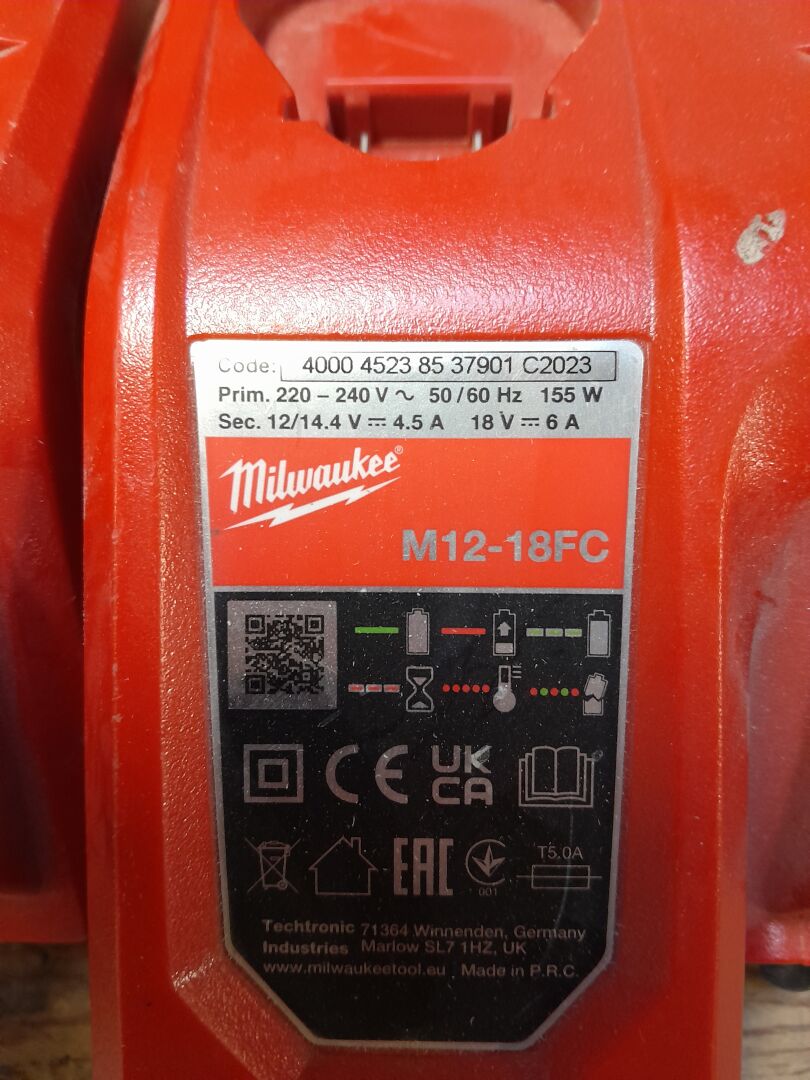 Code: 4000 4523 85 37901 C2023
Prim. 220 – 240 V ~ 50 / 60 Hz 155 W
Sec. 12/14.4 V ⎓ 4.5 A 18 V ⎓ 6 A
Milwaukee®
M12-18FC
CE UK CA
EAC 001 T5.0A
Techtronic 71364 Winnenden, Germany
Industries Marlow SL7 1HZ, UK
www.milwaukeetool.eu Made in P.R.C.